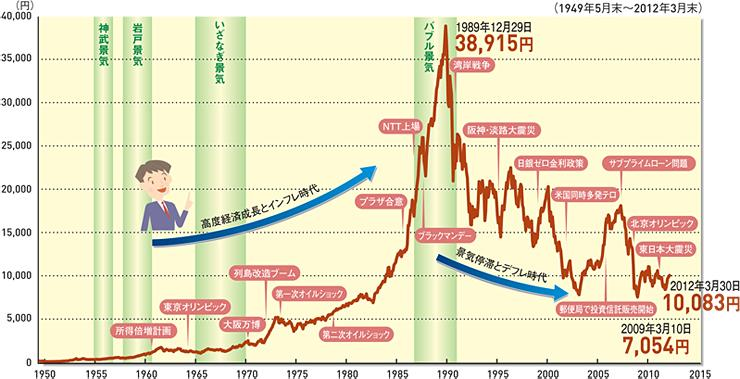 (円)
(1949年5月末～2012年3月末)
40,000
35,000
30,000
25,000
20,000
15,000
10,000
5,000
0
神武景気
岩戸景気
いざなぎ景気
バブル景気
1989年12月29日
38,915円
湾岸戦争
NTT上場
阪神・淡路大震災
日銀ゼロ金利政策
サブプライムローン問題
米国同時多発テロ
プラザ合意
高度経済成長とインフレ時代
ブラックマンデー
北京オリンピック
東日本大震災
景気停滞とデフレ時代
列島改造ブーム
第一次オイルショック
東京オリンピック
所得倍増計画
大阪万博
第二次オイルショック
郵便局で投資信託販売開始
2012年3月30日
10,083円
2009年3月10日
7,054円
1950 1955 1960 1965 1970 1975 1980 1985 1990 1995 2000 2005 2010 2015